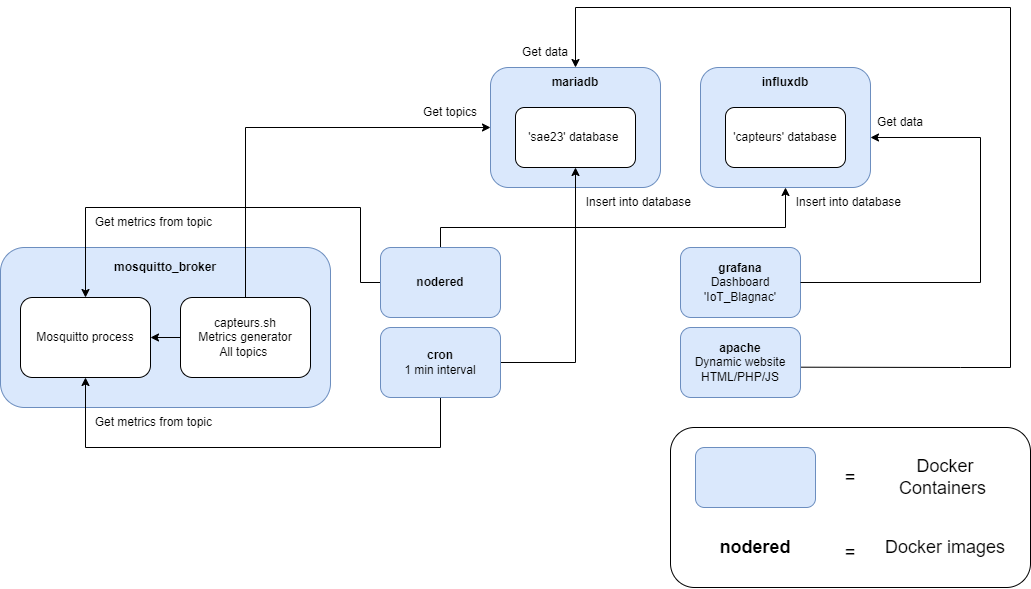 Get data
mariadb
influxdb
Get topics
'sae23' database
'capteurs' database
Get data
Insert into database
Insert into database
Get metrics from topic
mosquitto_broker
nodered
grafana
Dashboard
'IoT_Blagnac'
Mosquitto process
capteurs.sh
Metrics generator
All topics
cron
1 min interval
apache
Dynamic website
HTML/PHP/JS
Get metrics from topic
=
Docker
Containers
nodered
=
Docker images